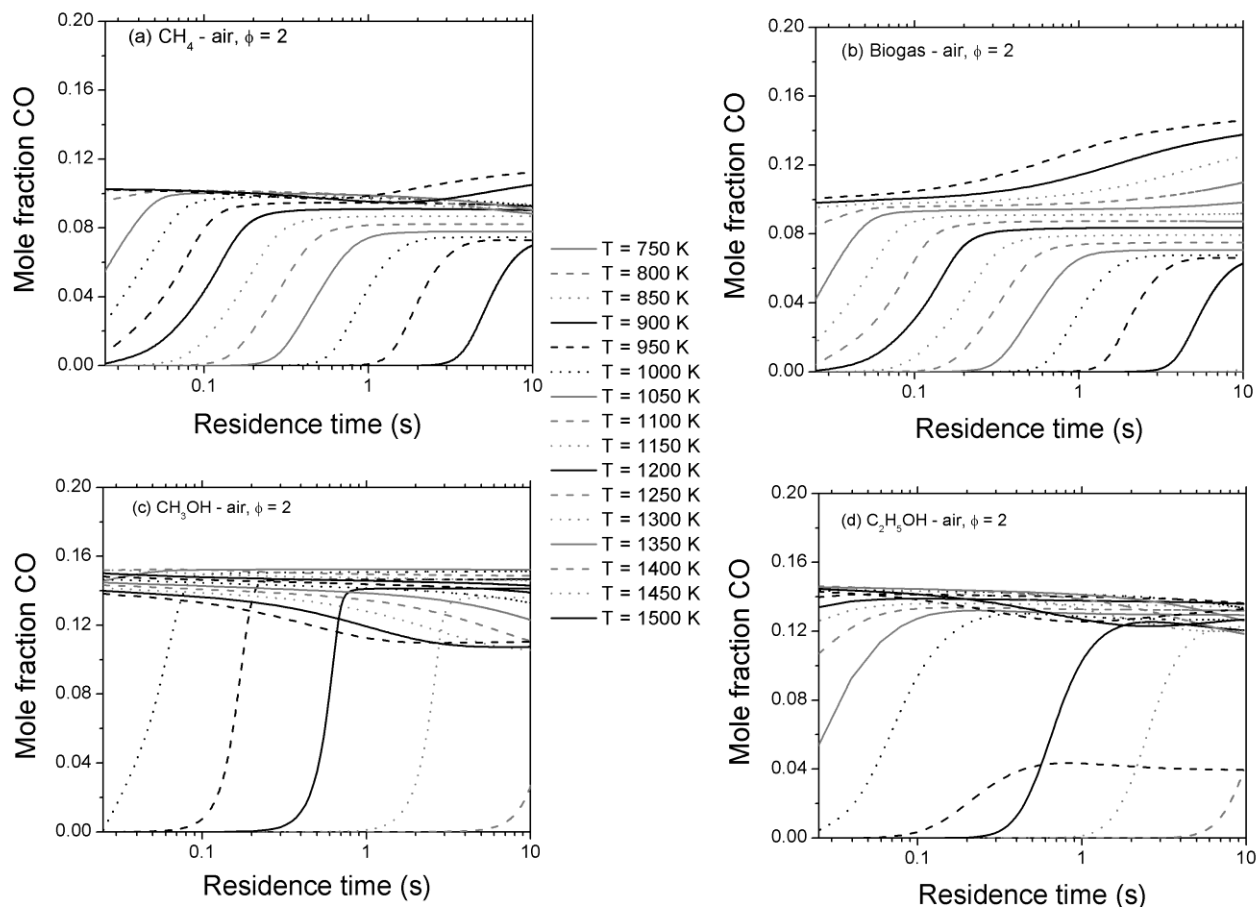 (a) CH₄ - air, ϕ = 2
0.20
0.16
0.12
0.08
0.04
0.00
Mole fraction CO
0.1
1
10
Residence time (s)
(b) Biogas - air, ϕ = 2
0.20
0.16
0.12
0.08
0.04
0.00
Mole fraction CO
0.1
1
10
Residence time (s)
T = 750 K
T = 800 K
T = 850 K
T = 900 K
T = 950 K
T = 1000 K
T = 1050 K
T = 1100 K
T = 1150 K
T = 1200 K
T = 1250 K
T = 1300 K
T = 1350 K
T = 1400 K
T = 1450 K
T = 1500 K
(c) CH₃OH - air, ϕ = 2
0.20
0.16
0.12
0.08
0.04
0.00
Mole fraction CO
0.1
1
10
Residence time (s)
(d) C₂H₅OH - air, ϕ = 2
0.20
0.16
0.12
0.08
0.04
0.00
Mole fraction CO
0.1
1
10
Residence time (s)